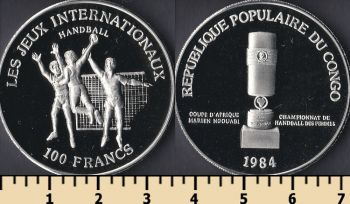 LES JEUX INTERNATIONAUX
HANDBALL
100 FRANCS
REPUBLIQUE POPULAIRE DU CONGO
COUPE D'AFRIQUE
MARIEN NGOUABI
CHAMPIONNAT DE
HANDBALL DES FEMMES
1984
1 2 3 4 5 6 7